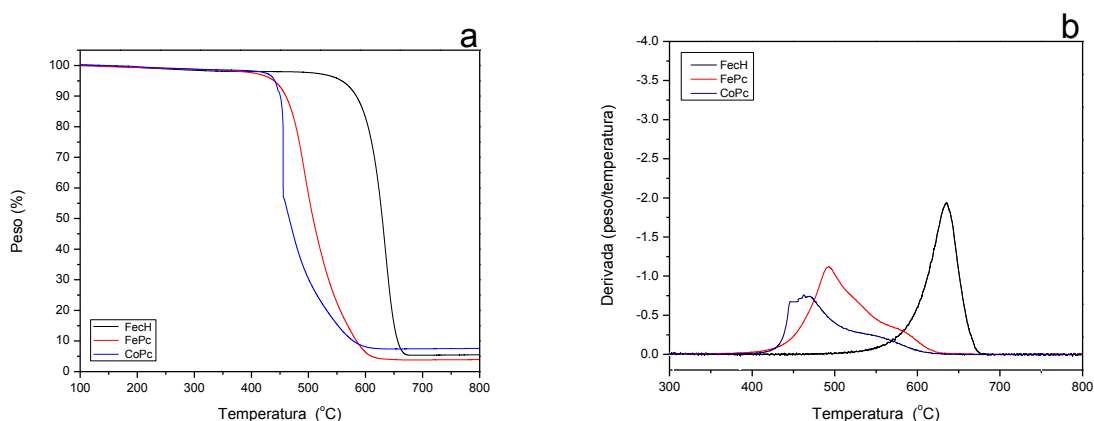 a
100
90
80
70
60
50
40
30
20
10
0
Peso (%)
FecH
FePc
CoPc
100 200 300 400 500 600 700 800
Temperatura (°C)
b
-4.0
-3.5
-3.0
-2.5
-2.0
-1.5
-1.0
-0.5
0.0
Derivada (peso/temperatura)
FecH
FePc
CoPc
300 400 500 600 700 800
Temperatura (°C)